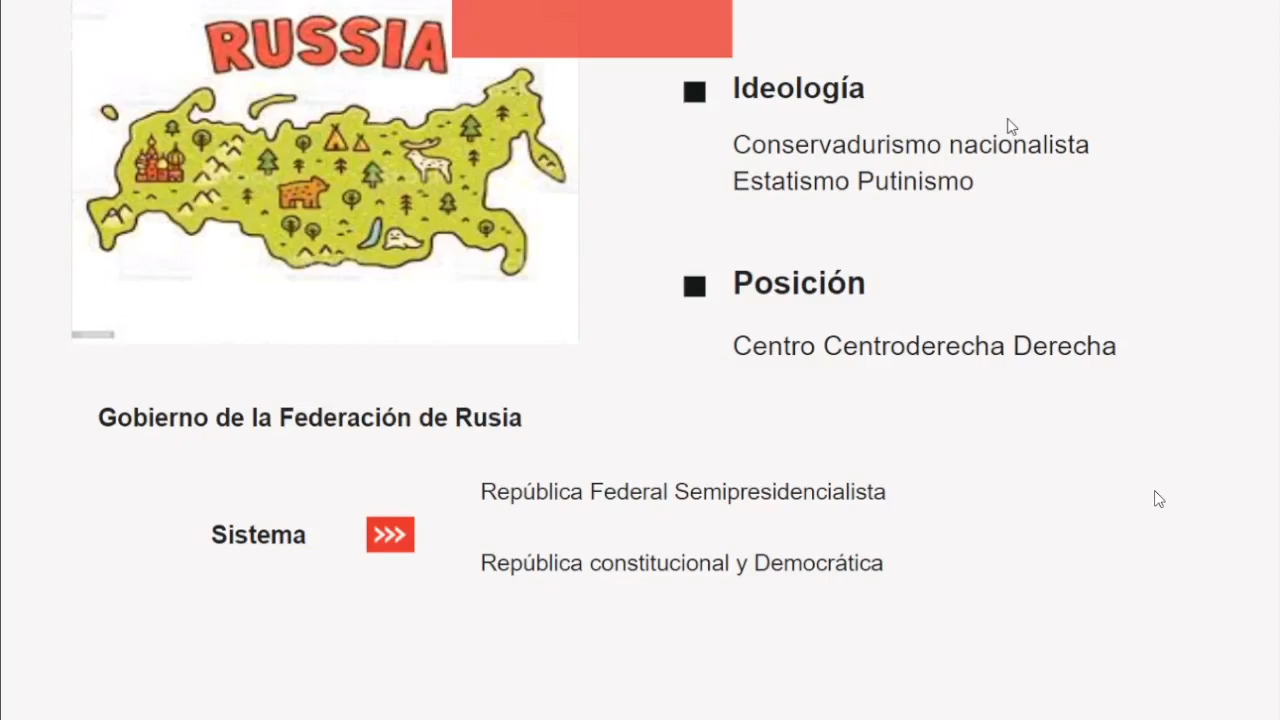 RUSSIA
Ideología
Conservadurismo nacionalista
Estatismo Putinismo
Posición
Centro Centroderecha Derecha
Gobierno de la Federación de Rusia
República Federal Semipresidencialista
Sistema
República constitucional y Democrática